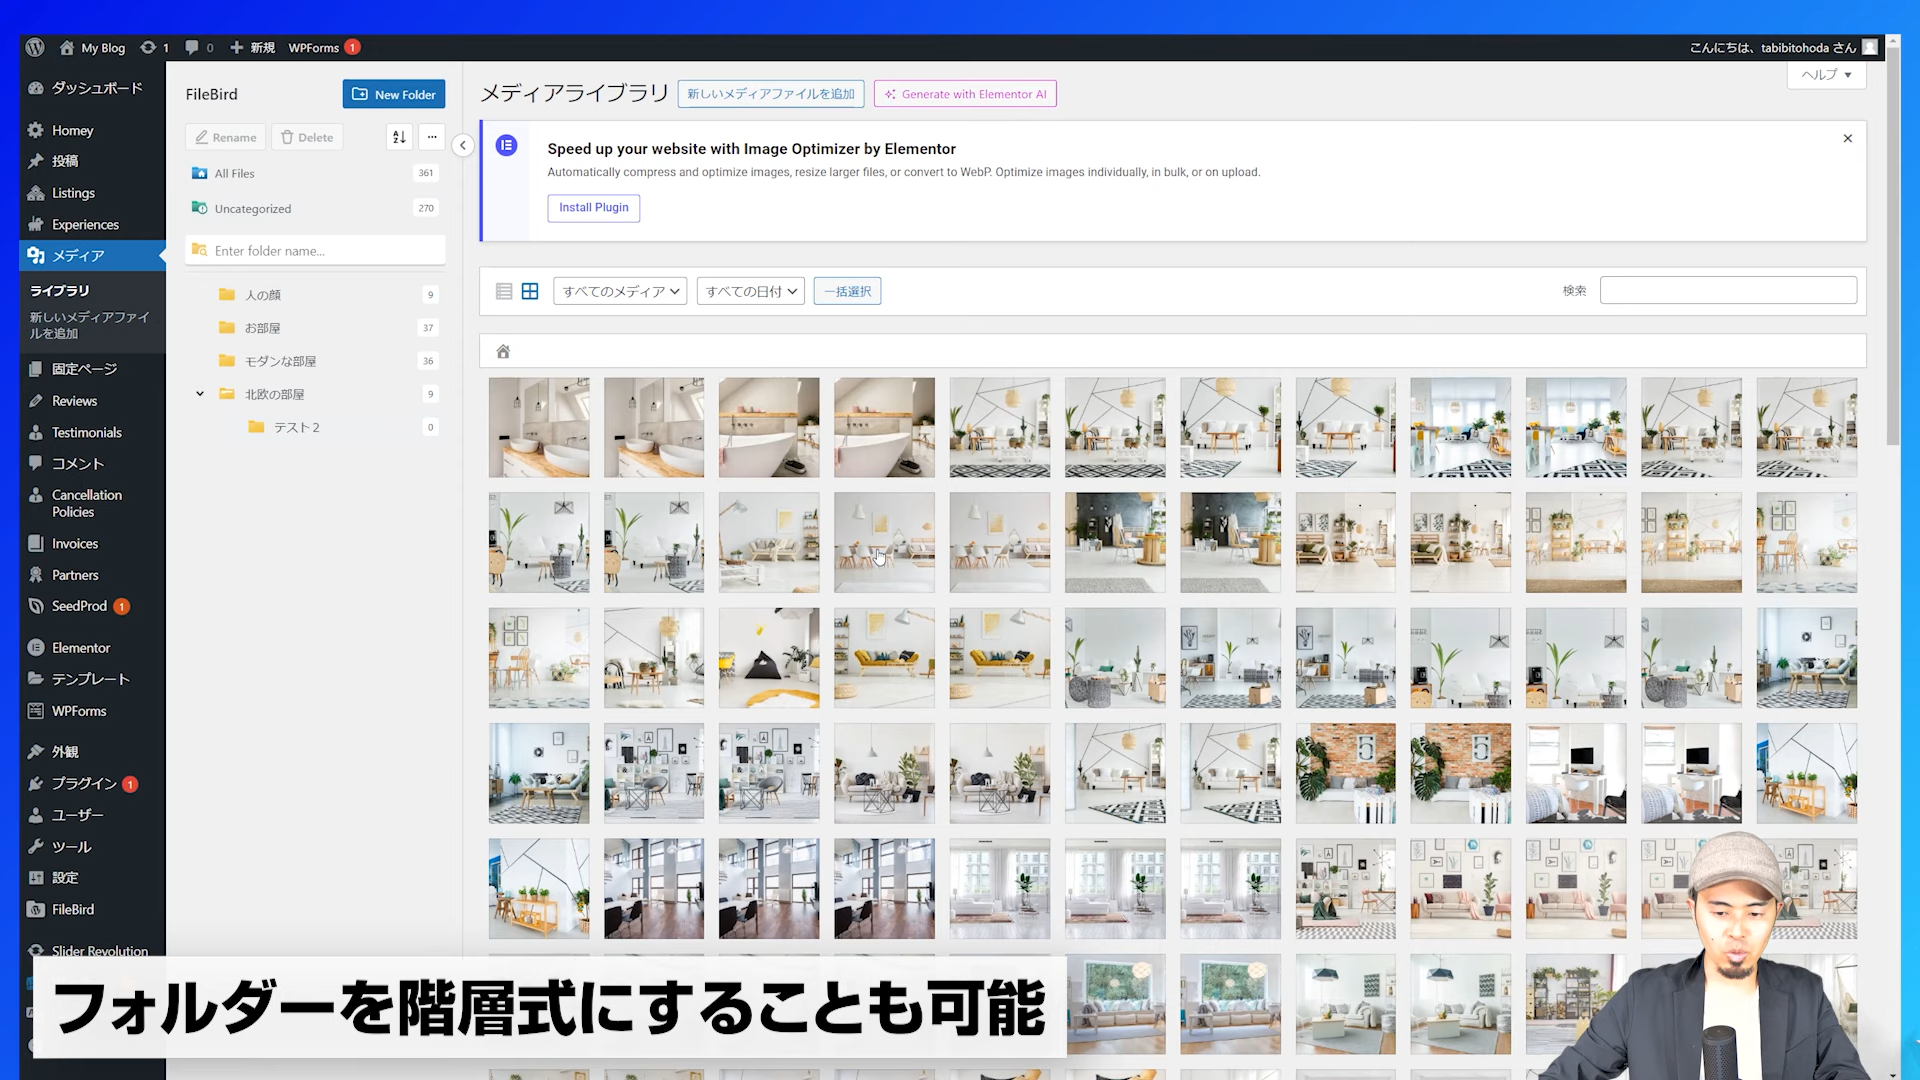 My Blog
1
0
新規
WPForms 1
こんにちは、tabibitohoda さん
ダッシュボード
Homey
投稿
Listings
Experiences
メディア
ライブラリ
新しいメディアファイ
ルを追加
固定ページ
Reviews
Testimonials
コメント
Cancellation
Policies
Invoices
Partners
SeedProd 1
Elementor
テンプレート
WPForms
外観
プラグイン 1
ユーザー
ツール
設定
FileBird
Slider Revolution
FileBird
New Folder
Rename
Delete
All Files 361
Uncategorized 270
Enter folder name...
人の顔 9
お部屋 37
モダンな部屋 36
北欧の部屋 9
テスト2 0
ヘルプ
メディアライブラリ
新しいメディアファイルを追加
Generate with Elementor AI
Speed up your website with Image Optimizer by Elementor
Automatically compress and optimize images, resize larger files, or convert to WebP. Optimize images individually, in bulk, or on upload.
Install Plugin
すべてのメディア
すべての日付
一括選択
検索
フォルダーを階層式にすることも可能